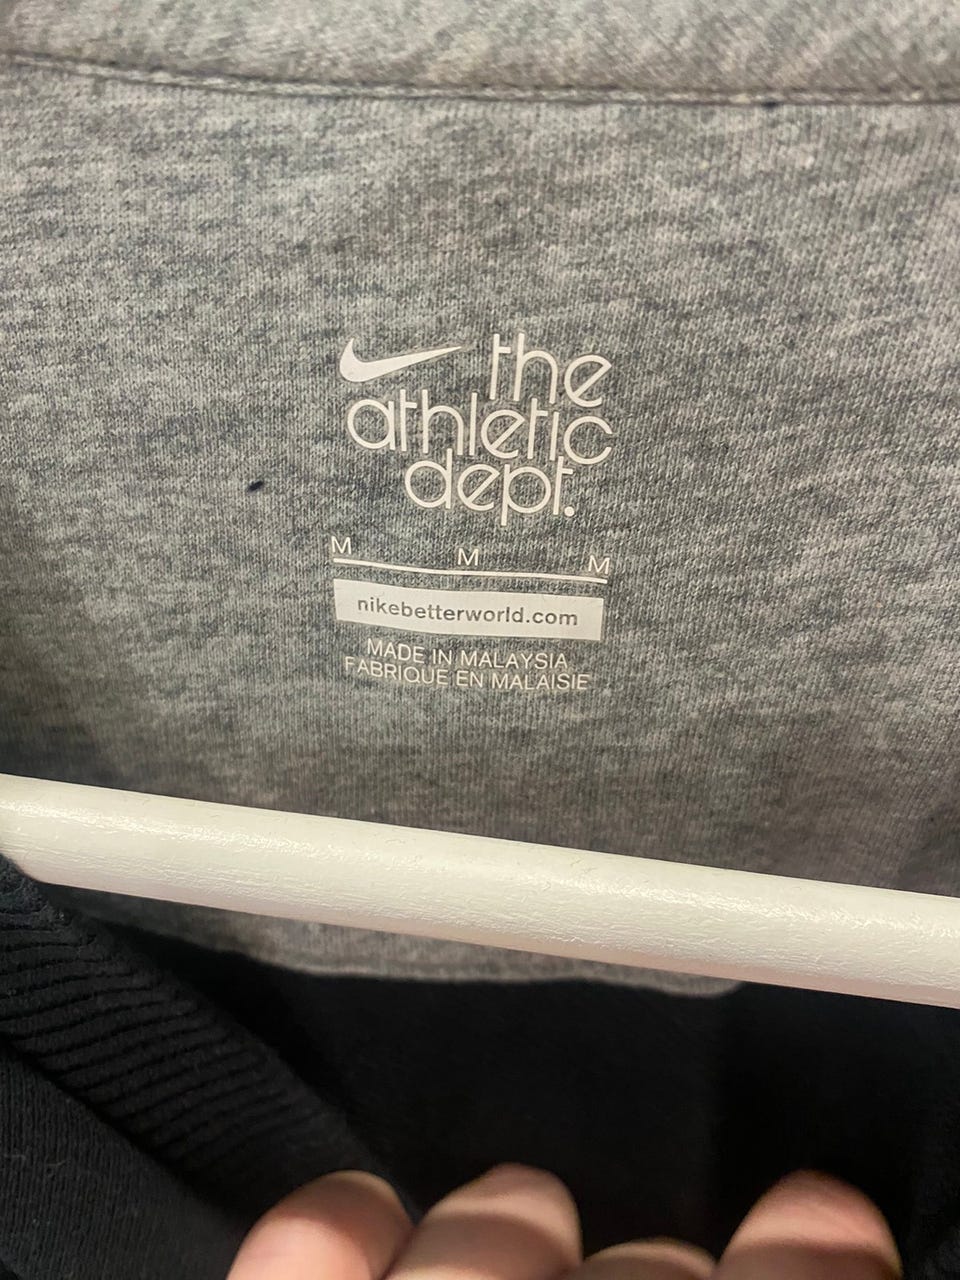 the
athletic
dept.
M M M
nikebetterworld.com
MADE IN MALAYSIA
FABRIQUE EN MALAISIE